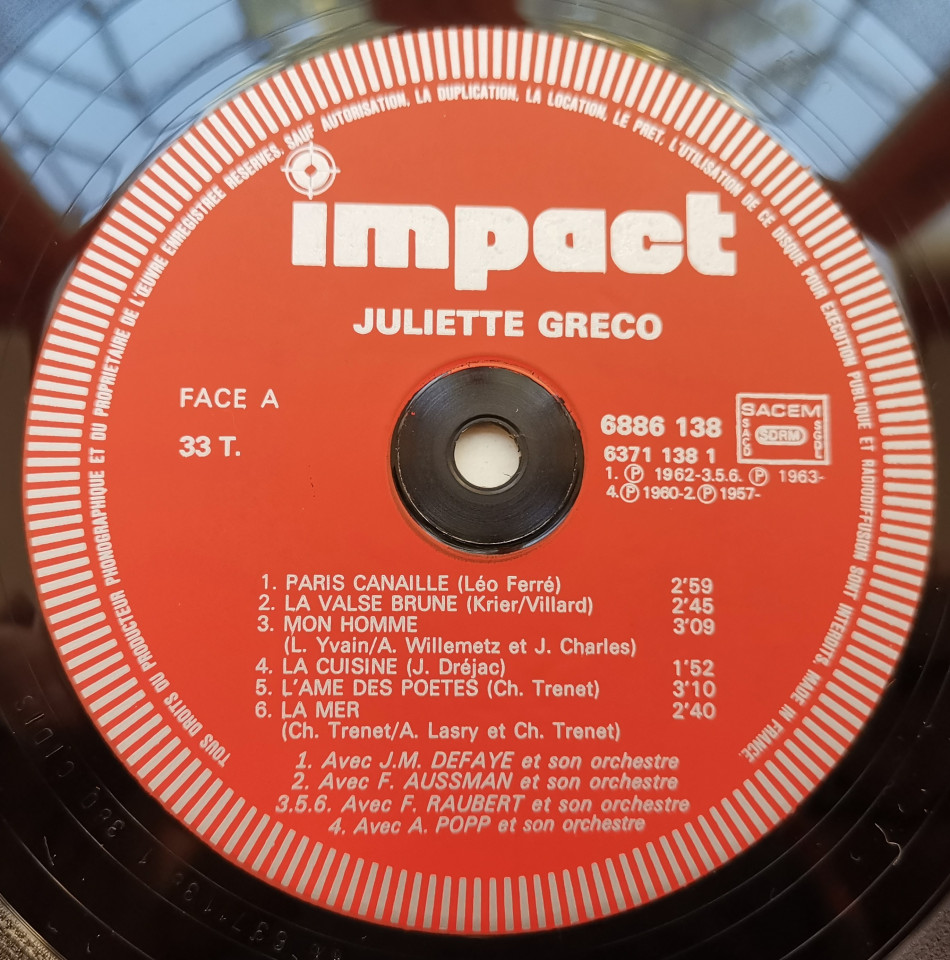 TOUS DROITS DU PRODUCTEUR PHONOGRAPHIQUE ET DU PROPRIETAIRE DE L'ŒUVRE ENREGISTREE RESERVES. SAUF AUTORISATION, LA DUPLICATION, LA LOCATION, LE PRET, L'UTILISATION DE CE DISQUE POUR EXECUTION PUBLIQUE ET RADIODIFFUSION SONT INTERDITS. MADE IN FRANCE.
impact
JULIETTE GRECO
FACE A
33 T.
6886 138
6371 138 1
1. Ⓟ 1962-3.5.6. Ⓟ 1963-
4.Ⓟ 1960-2.Ⓟ 1957-
SACEM
SACD
SDRM
SGDL
1. PARIS CANAILLE (Léo Ferré) 2'59
2. LA VALSE BRUNE (Krier/Villard) 2'45
3. MON HOMME 3'09
(L. Yvain/A. Willemetz et J. Charles)
4. LA CUISINE (J. Dréjac) 1'52
5. L'AME DES POETES (Ch. Trenet) 3'10
6. LA MER 2'40
(Ch. Trenet/A. Lasry et Ch. Trenet)
1. Avec J.M. DEFAYE et son orchestre
2. Avec F. AUSSMAN et son orchestre
3.5.6. Avec F. RAUBERT et son orchestre
4. Avec A. POPP et son orchestre